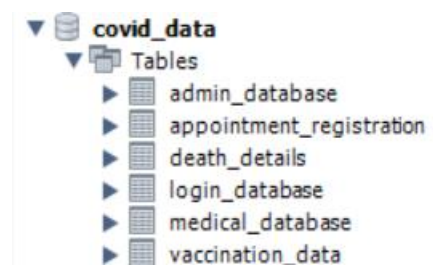 covid_data
Tables
admin_database
appointment_registration
death_details
login_database
medical_database
vaccination_data